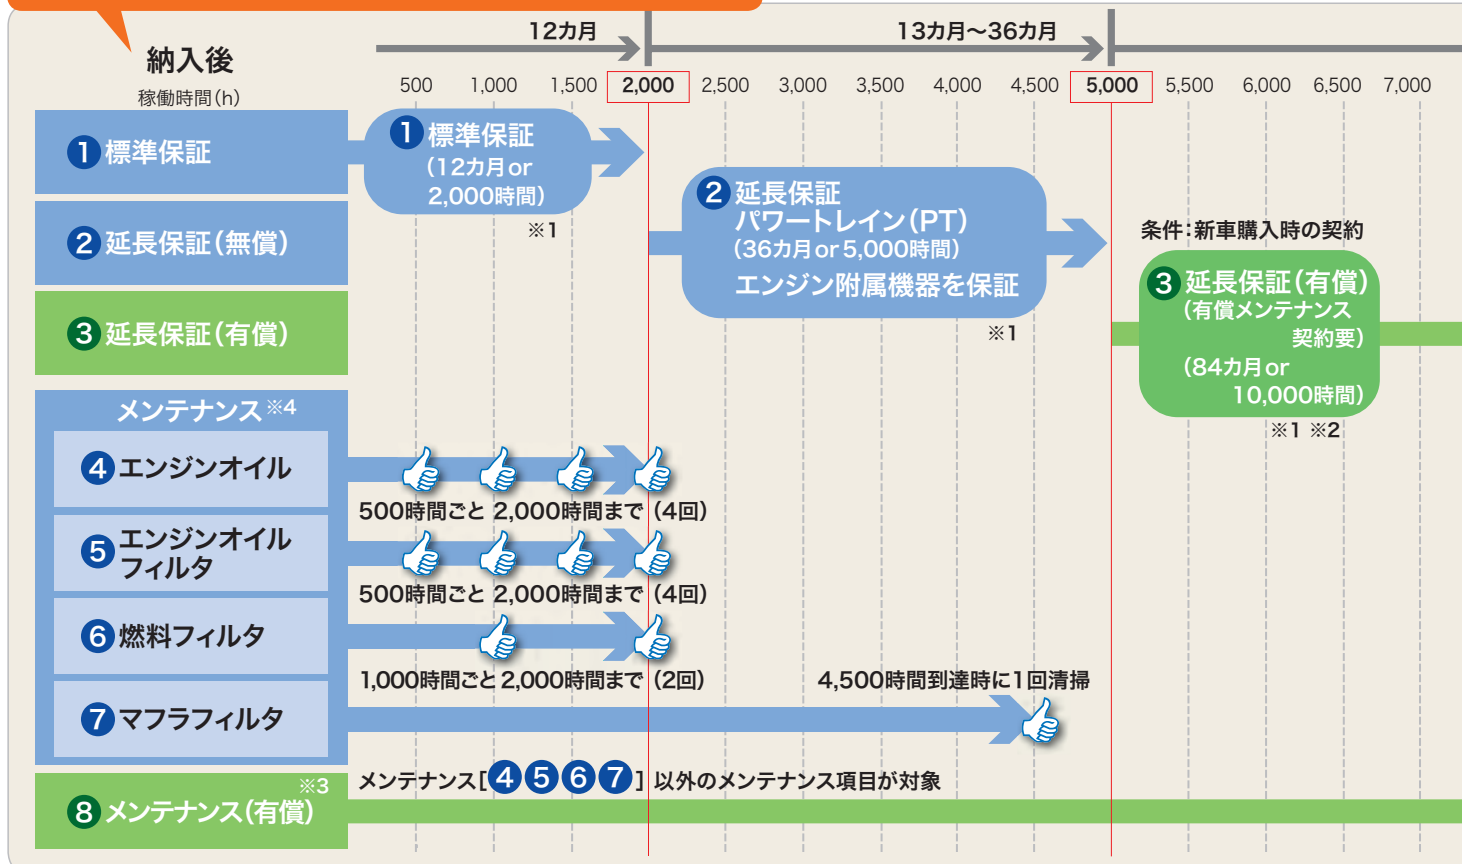 12カ月
13カ月～36カ月
納入後
稼働時間(h)
500 1,000 1,500 2,000 2,500 3,000 3,500 4,000 4,500 5,000 5,500 6,000 6,500 7,000
1 標準保証
1 標準保証
(12カ月or
2,000時間)
※1
2 延長保証(無償)
2 延長保証
パワートレイン(PT)
(36カ月or5,000時間)
エンジン附属機器を保証
※1
条件：新車購入時の契約
3 延長保証(有償)
3 延長保証(有償)
(有償メンテナンス
契約要)
(84カ月or
10,000時間)
※1 ※2
メンテナンス※4
4 エンジンオイル
500時間ごと 2,000時間まで (4回)
5 エンジンオイル
フィルタ
500時間ごと 2,000時間まで (4回)
6 燃料フィルタ
1,000時間ごと 2,000時間まで (2回)
4,500時間到達時に1回清掃
7 マフラフィルタ
※3
8 メンテナンス(有償)
メンテナンス[4 5 6 7] 以外のメンテナンス項目が対象